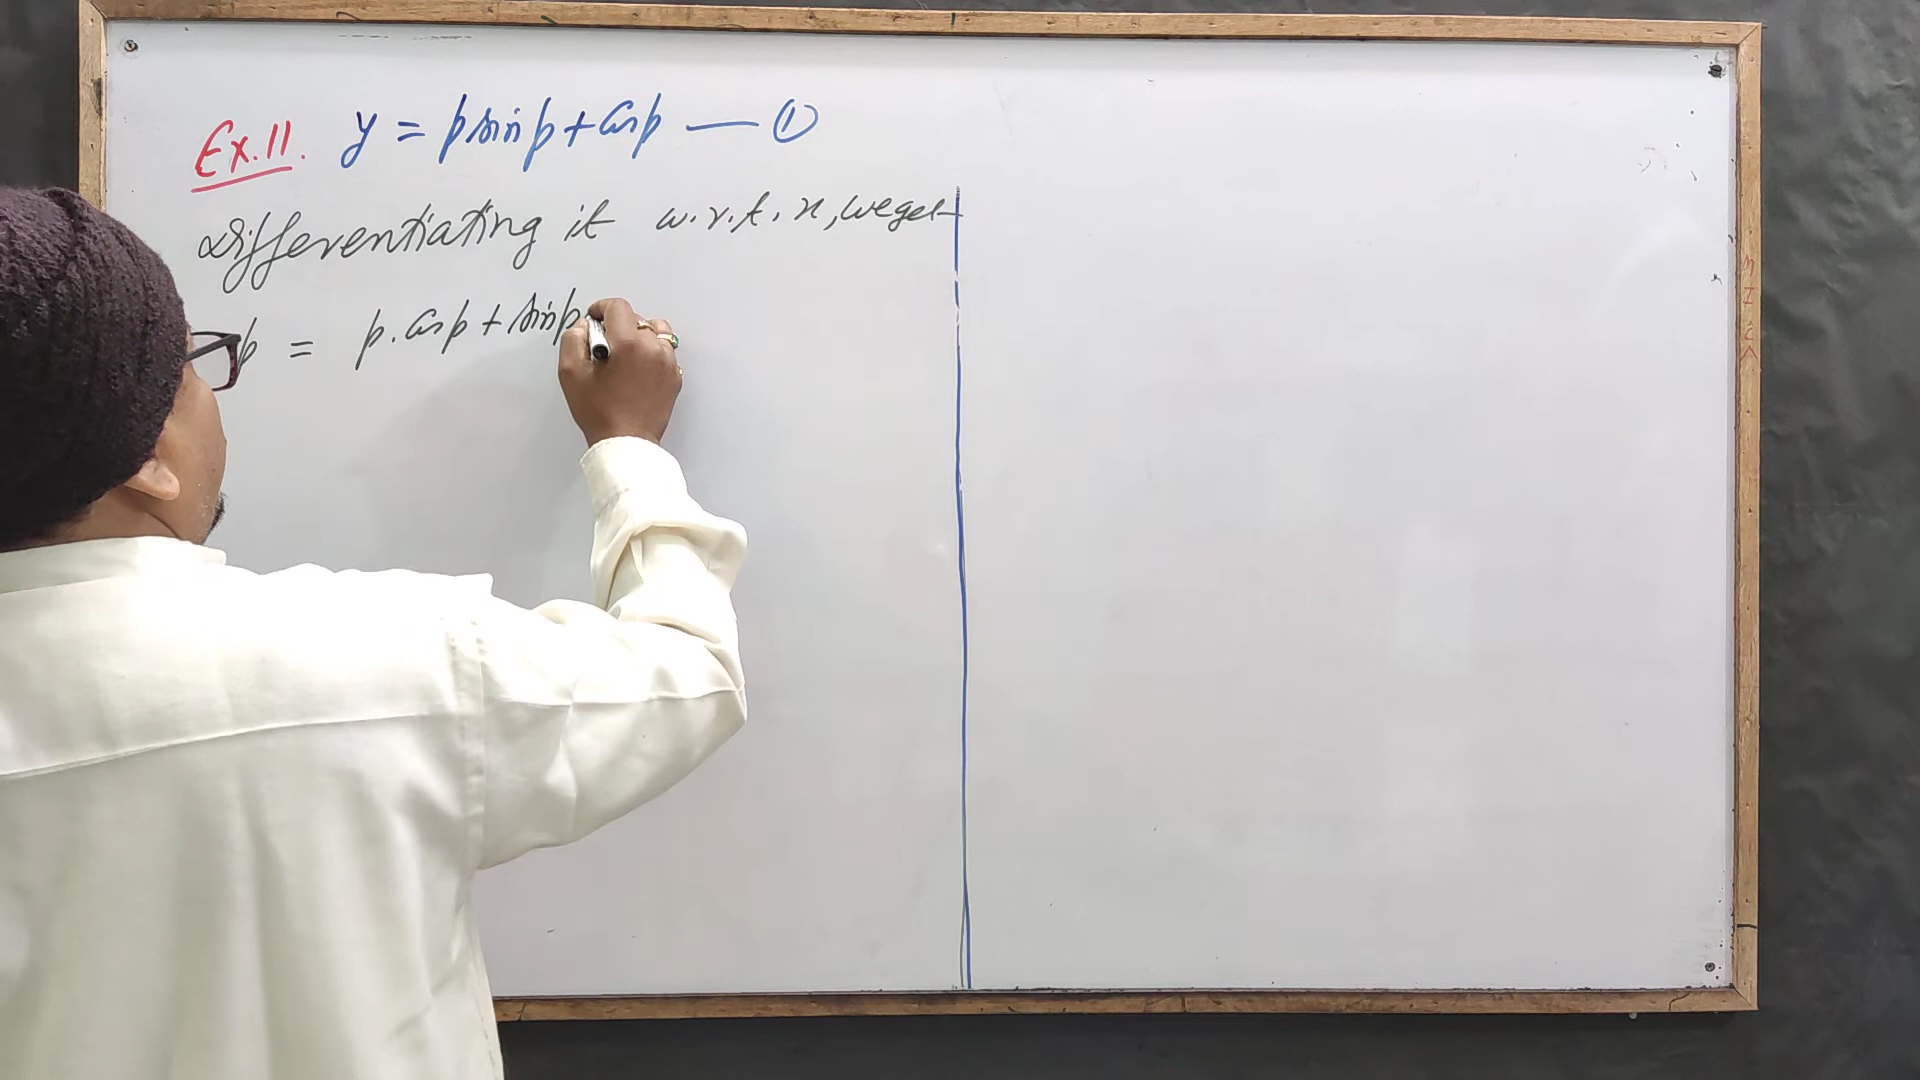 Ex.11. y = p sin p + cos p — ①
Differentiating it w.r.t. x, we get
p = p. cos p + sin p